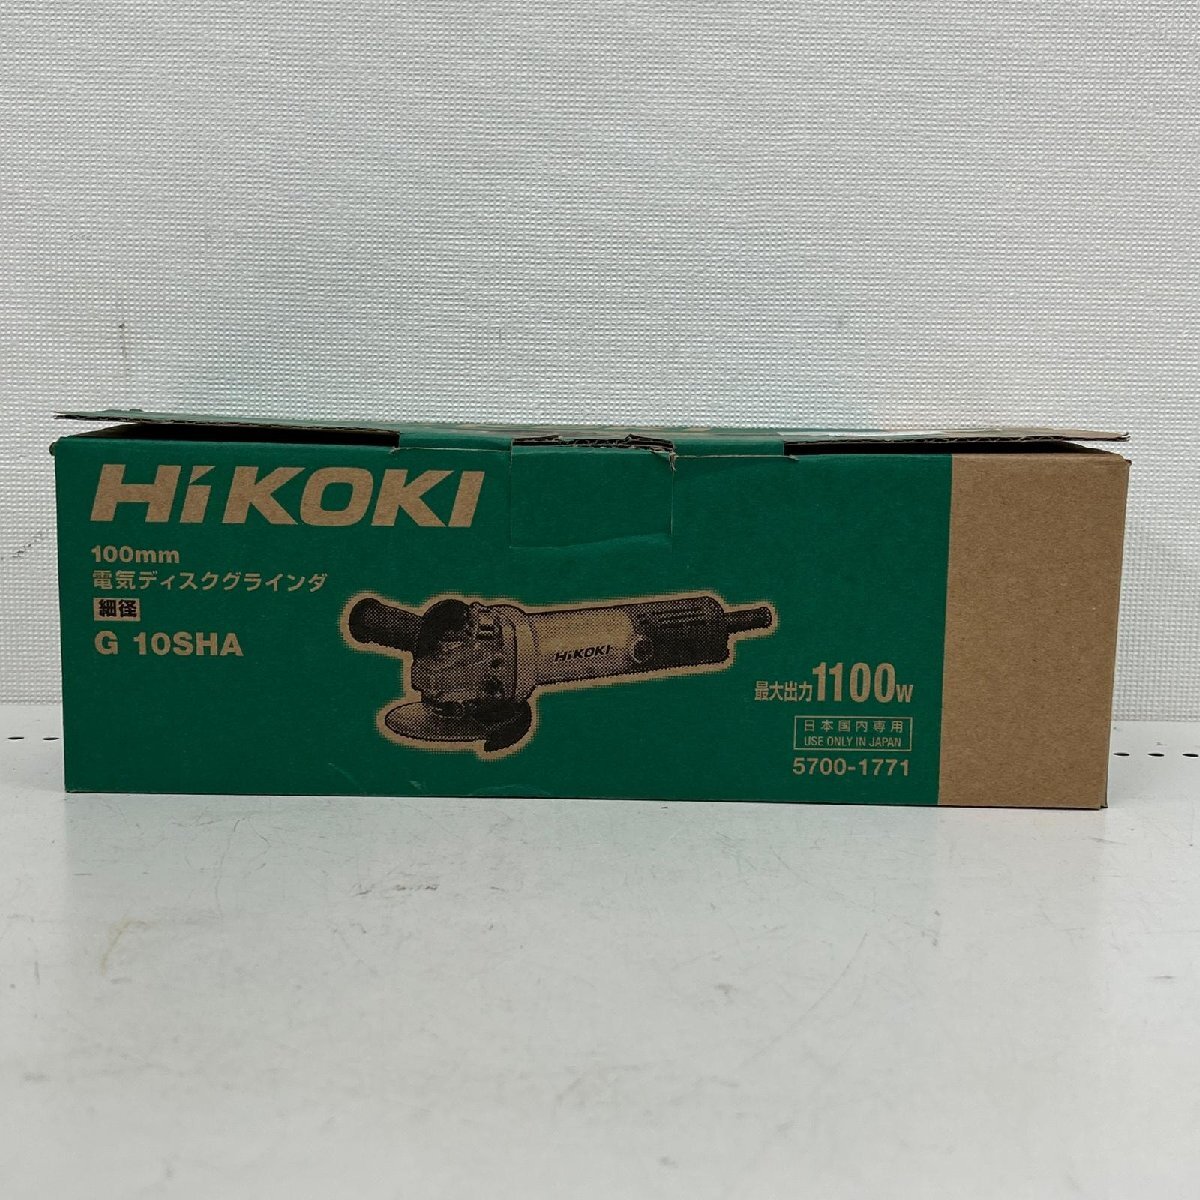 HiKOKI
100mm
電気ディスクグラインダ
細径
G 10SHA
HiKOKI
最大出力1100W
日本国内専用
USE ONLY IN JAPAN
5700-1771